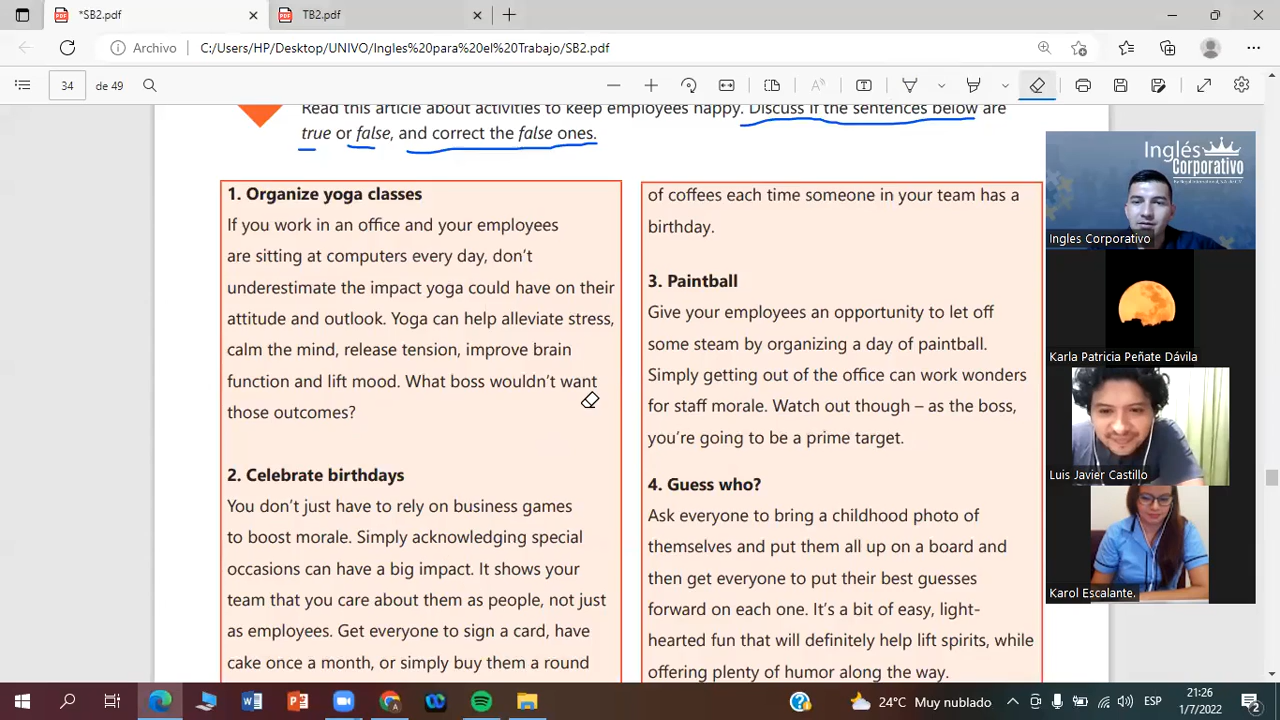 *SB2.pdf
TB2.pdf
Archivo
C:/Users/HP/Desktop/UNIVO/Ingles%20para%20el%20Trabajo/SB2.pdf
34
de 49
Read this article about activities to keep employees happy. Discuss if the sentences below are
true or false, and correct the false ones.
1. Organize yoga classes
If you work in an office and your employees
are sitting at computers every day, don't
underestimate the impact yoga could have on their
attitude and outlook. Yoga can help alleviate stress,
calm the mind, release tension, improve brain
function and lift mood. What boss wouldn't want
those outcomes?
2. Celebrate birthdays
You don't just have to rely on business games
to boost morale. Simply acknowledging special
occasions can have a big impact. It shows your
team that you care about them as people, not just
as employees. Get everyone to sign a card, have
cake once a month, or simply buy them a round
of coffees each time someone in your team has a
birthday.
3. Paintball
Give your employees an opportunity to let off
some steam by organizing a day of paintball.
Simply getting out of the office can work wonders
for staff morale. Watch out though – as the boss,
you're going to be a prime target.
4. Guess who?
Ask everyone to bring a childhood photo of
themselves and put them all up on a board and
then get everyone to put their best guesses
forward on each one. It's a bit of easy, light-
hearted fun that will definitely help lift spirits, while
offering plenty of humor along the way.
Inglés
Corporativo
Ingles Corporativo
Karla Patricia Peñate Dávila
Luis Javier Castillo
Karol Escalante.
24°C Muy nublado
ESP
21:26
1/7/2022
2